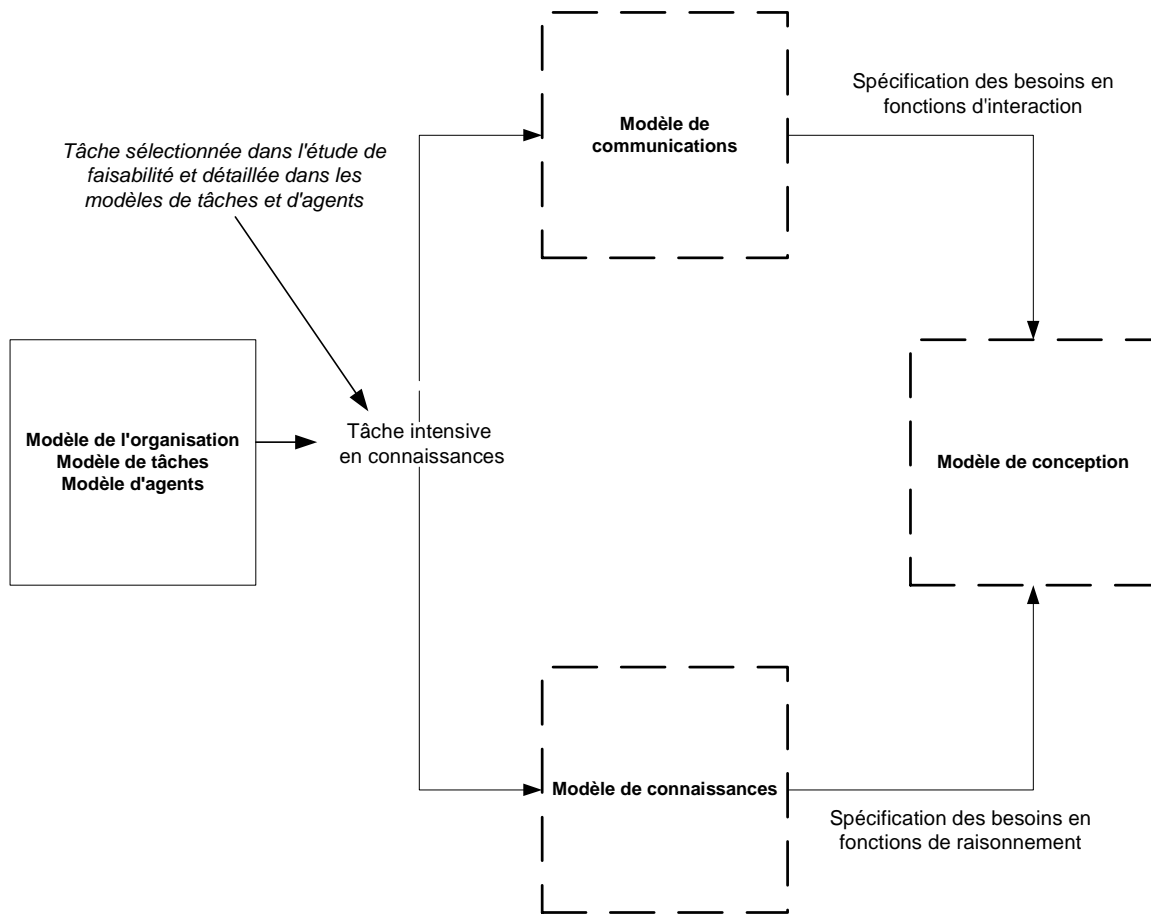 Modèle de
communications
Spécification des besoins en
fonctions d'interaction
Tâche sélectionnée dans l'étude de
faisabilité et détaillée dans les
modèles de tâches et d'agents
Modèle de l'organisation
Modèle de tâches
Modèle d'agents
Tâche intensive
en connaissances
Modèle de conception
Modèle de connaissances
Spécification des besoins en
fonctions de raisonnement